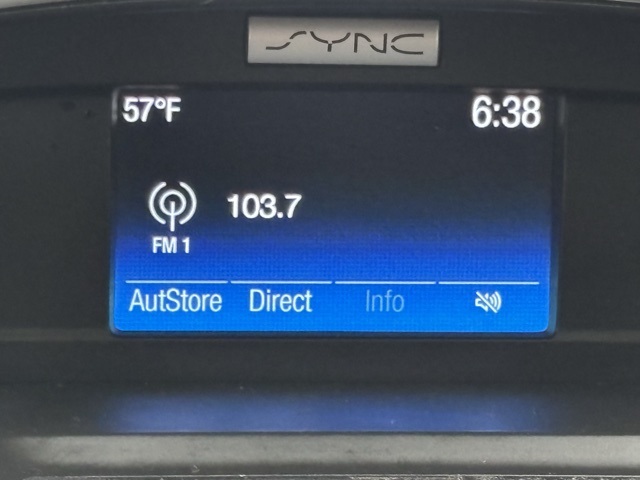 SYNC
57°F 6:38
103.7
FM 1
AutStore Direct Info